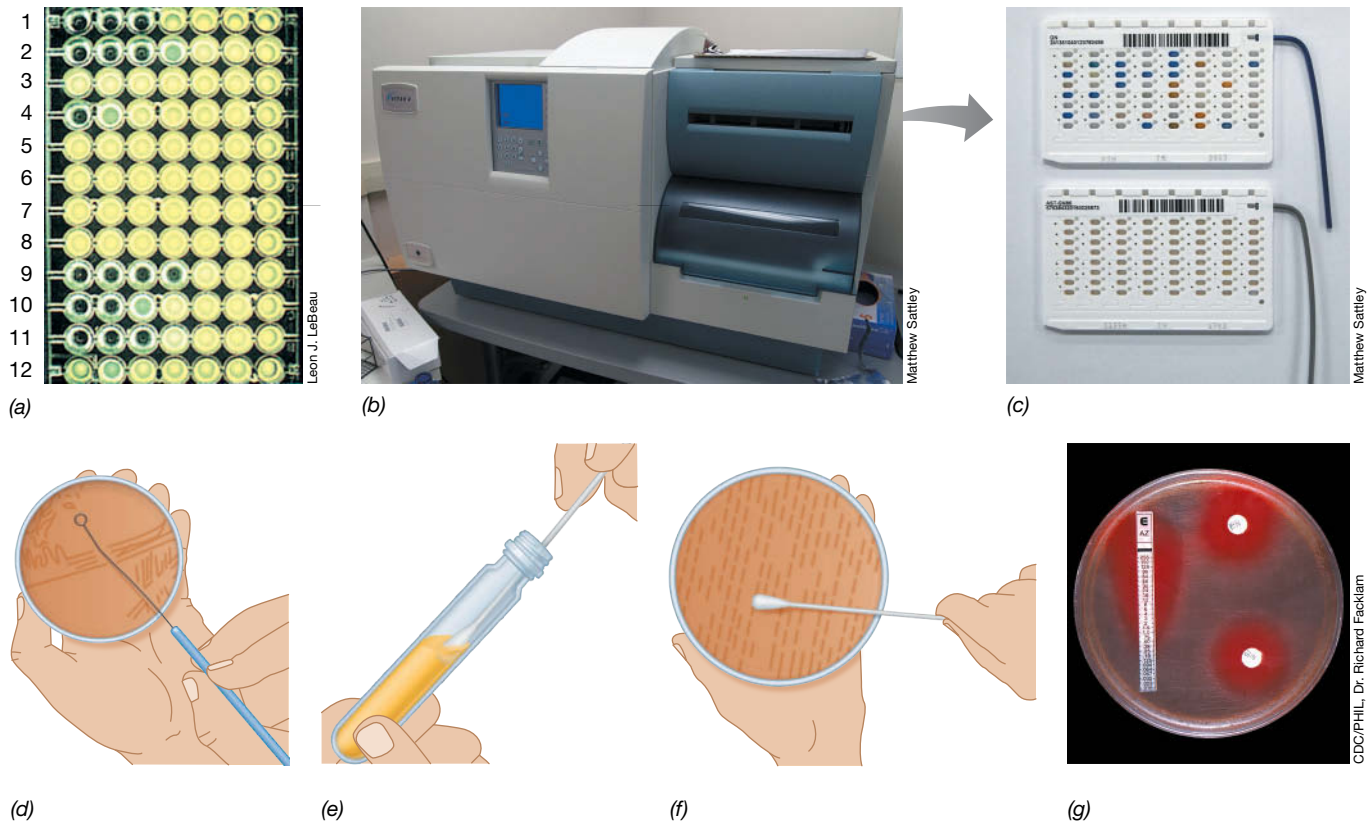 1
2
3
4
5
6
7
8
9
10
11
12
Leon J. LeBeau
(a)
Matthew Sattley
(b)
GN
Matthew Sattley
(c)
(d)
(e)
(f)
E
AZ
CDC/PHIL, Dr. Richard Facklam
(g)